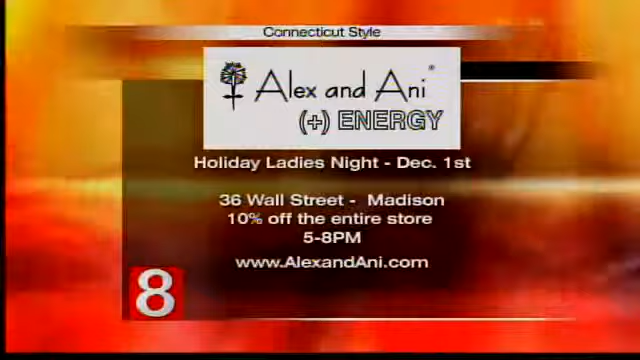 Connecticut Style
Alex and Ani®
(+) ENERGY
Holiday Ladies Night - Dec. 1st
36 Wall Street - Madison
10% off the entire store
5-8PM
www.AlexandAni.com
8